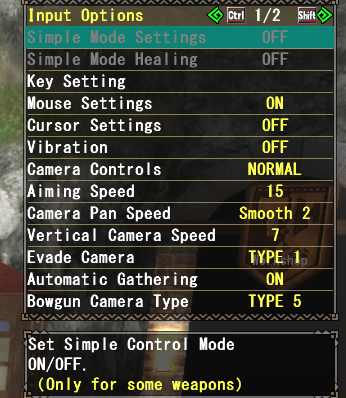 Input Options Ctrl 1/2 Shift
Simple Mode Settings OFF
Simple Mode Healing OFF
Key Setting
Mouse Settings ON
Cursor Settings OFF
Vibration OFF
Camera Controls NORMAL
Aiming Speed 15
Camera Pan Speed Smooth 2
Vertical Camera Speed 7
Evade Camera TYPE 1
Automatic Gathering ON
Bowgun Camera Type TYPE 5
Set Simple Control Mode
ON/OFF.
(Only for some weapons)